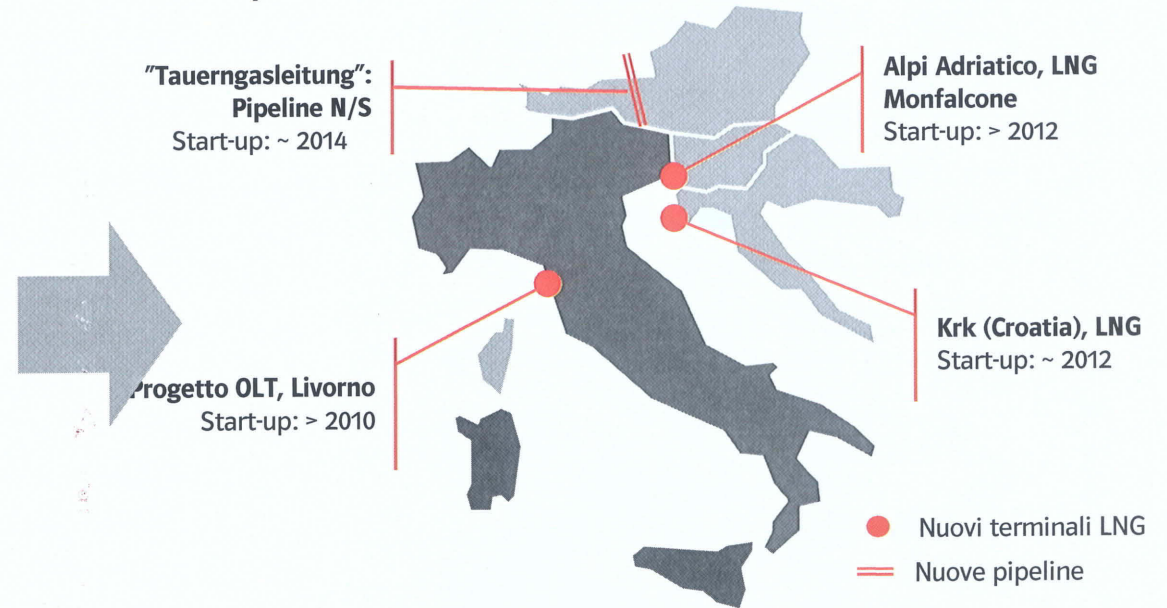 "Tauerngasleitung":
Pipeline N/S
Start-up: ~ 2014
Alpi Adriatico, LNG
Monfalcone
Start-up: > 2012
Krk (Croatia), LNG
Start-up: ~ 2012
Progetto OLT, Livorno
Start-up: > 2010
Nuovi terminali LNG
Nuove pipeline